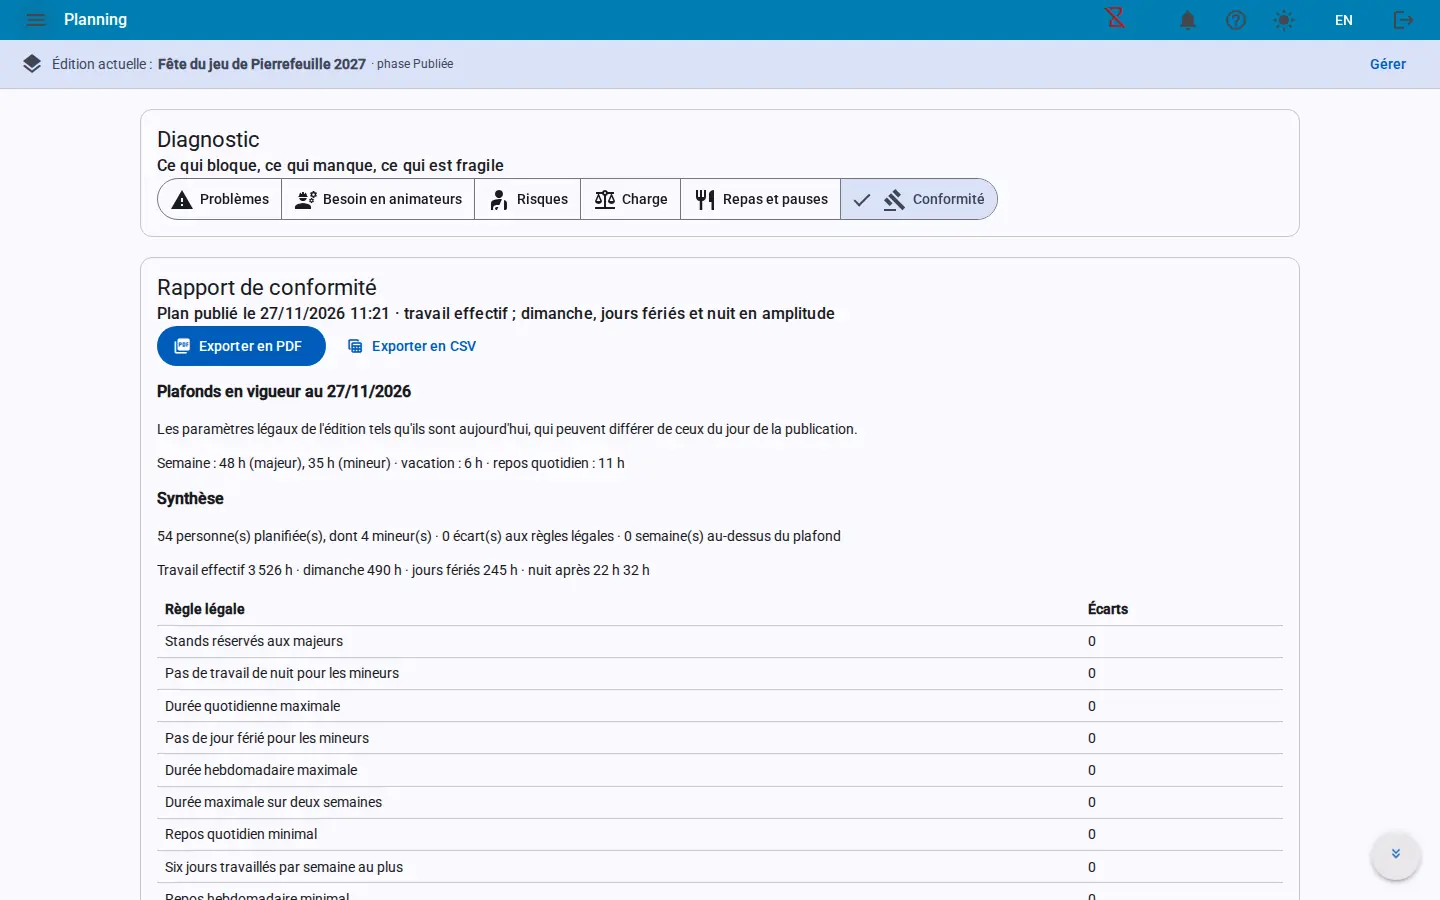 Planning
EN
Édition actuelle : Fête du jeu de Pierrefeuille 2027 · phase Publiée
Gérer
Diagnostic
Ce qui bloque, ce qui manque, ce qui est fragile
Problèmes
Besoin en animateurs
Risques
Charge
Repas et pauses
Conformité
Rapport de conformité
Plan publié le 27/11/2026 11:21 · travail effectif ; dimanche, jours fériés et nuit en amplitude
PDF Exporter en PDF
Exporter en CSV
Plafonds en vigueur au 27/11/2026
Les paramètres légaux de l'édition tels qu'ils sont aujourd'hui, qui peuvent différer de ceux du jour de la publication.
Semaine : 48 h (majeur), 35 h (mineur) · vacation : 6 h · repos quotidien : 11 h
Synthèse
54 personne(s) planifiée(s), dont 4 mineur(s) · 0 écart(s) aux règles légales · 0 semaine(s) au-dessus du plafond
Travail effectif 3 526 h · dimanche 490 h · jours fériés 245 h · nuit après 22 h 32 h
Règle légale Écarts
Stands réservés aux majeurs 0
Pas de travail de nuit pour les mineurs 0
Durée quotidienne maximale 0
Pas de jour férié pour les mineurs 0
Durée hebdomadaire maximale 0
Durée maximale sur deux semaines 0
Repos quotidien minimal 0
Six jours travaillés par semaine au plus 0
Repos hebdomadaire minimal 0